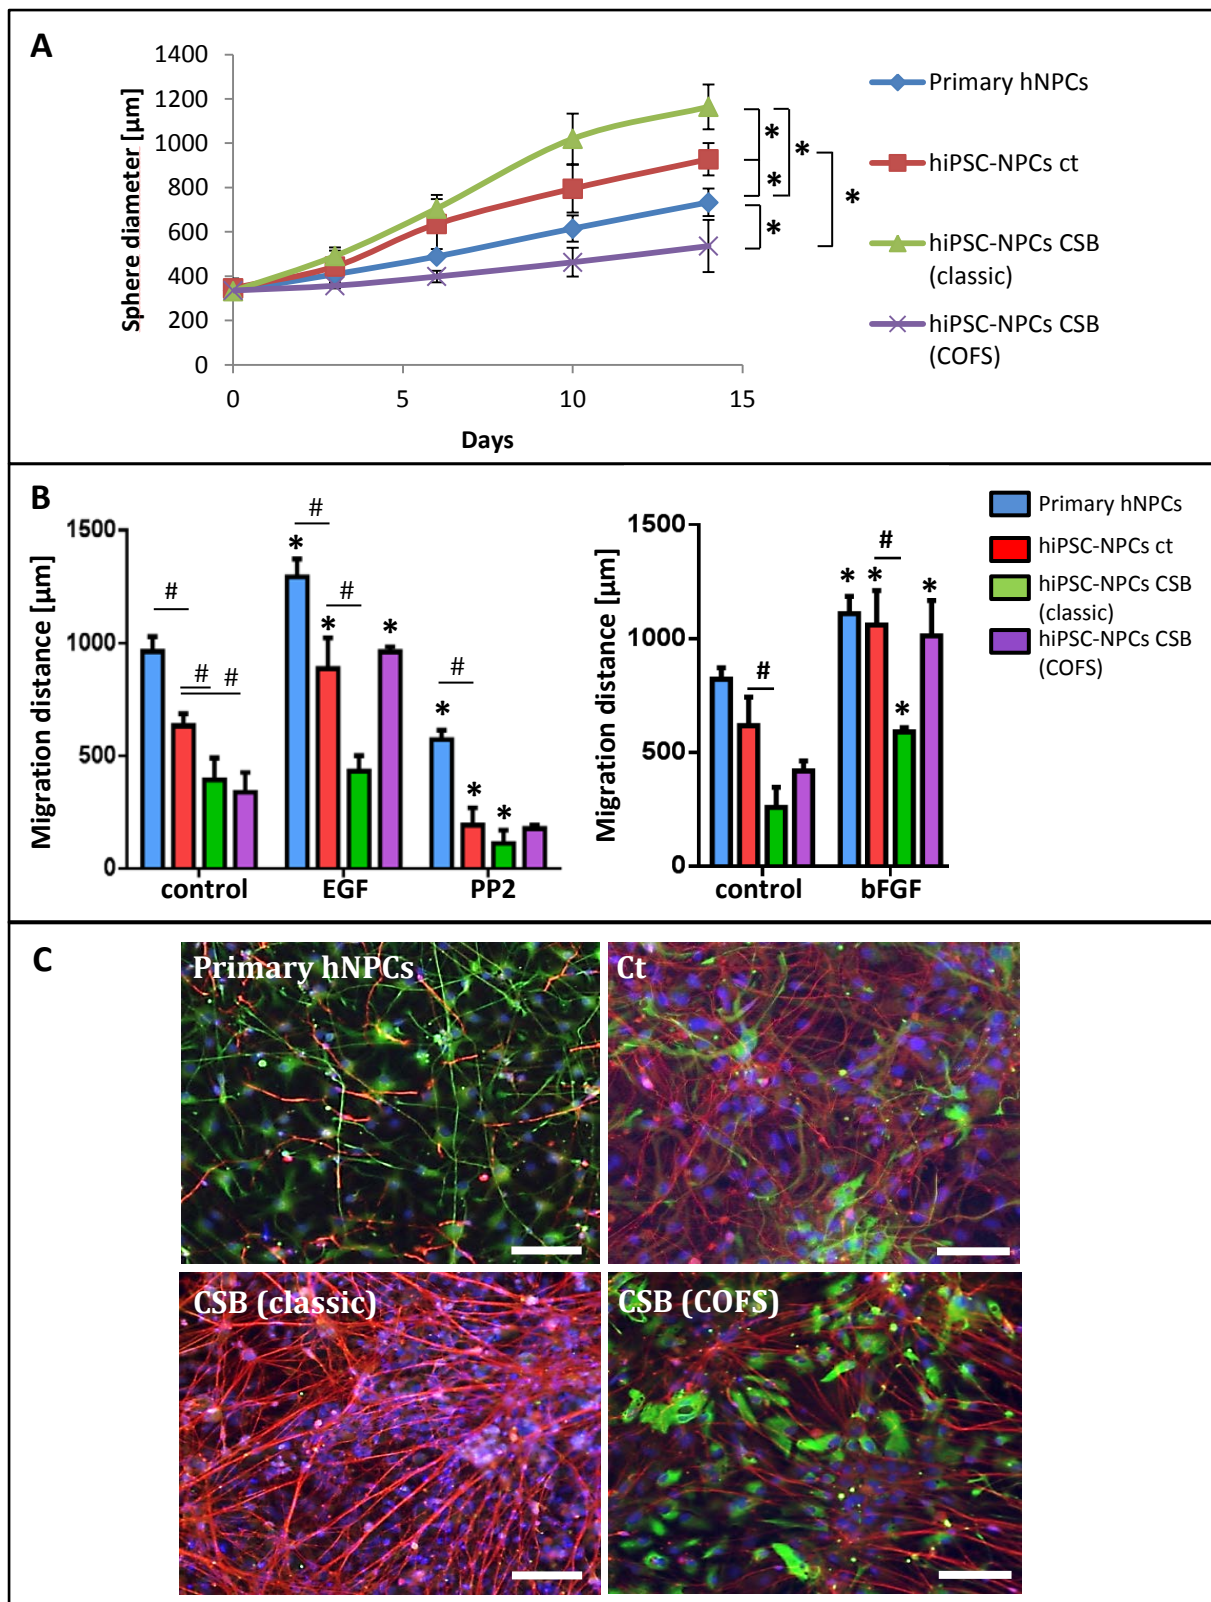 A
1400
1200
1000
800
600
400
200
0
Sphere diameter [µm]
0 5 10 15
Days
* * * * *
Primary hNPCs
hiPSC-NPCs ct
hiPSC-NPCs CSB
(classic)
hiPSC-NPCs CSB
(COFS)
B
1500
1000
500
0
Migration distance [µm]
# # #
# #
* * *
#
* * *
control EGF PP2
1500
1000
500
0
Migration distance [µm]
#
#
* * * *
control bFGF
Primary hNPCs
hiPSC-NPCs ct
hiPSC-NPCs CSB
(classic)
hiPSC-NPCs CSB
(COFS)
C
Primary hNPCs
Ct
CSB (classic)
CSB (COFS)